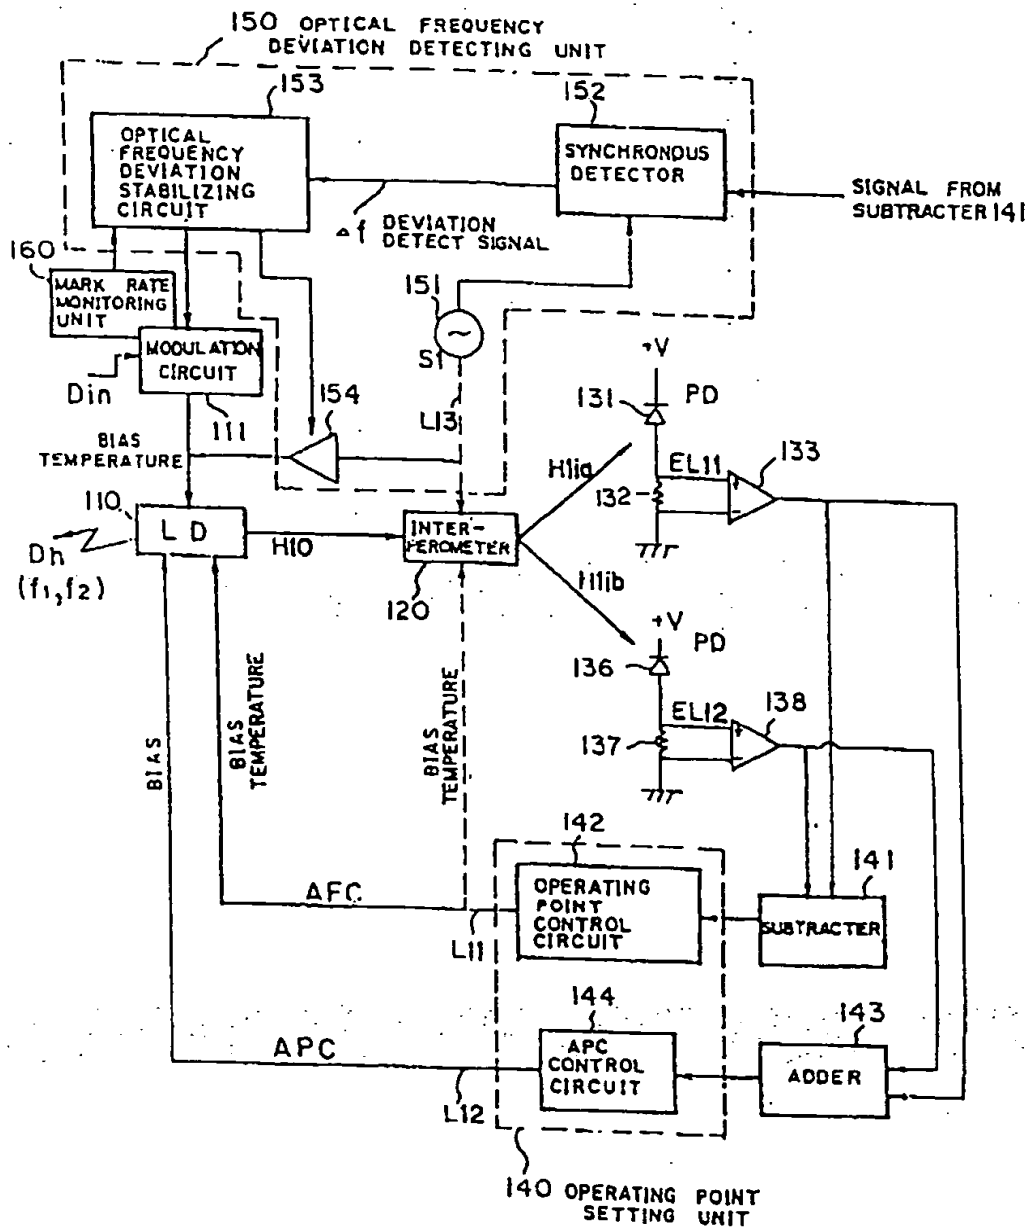 150 OPTICAL FREQUENCY
DEVIATION DETECTING UNIT
153
152
OPTICAL
FREQUENCY
DEVIATION
STABILIZING
CIRCUIT
SYNCHRONOUS
DETECTOR
SIGNAL FROM
SUBTRACTER 141
Δf DEVIATION
DETECT SIGNAL
160
MARK RATE
MONITORING
UNIT
151
~
S1
MODULATION
CIRCUIT
Din
111
154
L13
+V
131
PD
BIAS
TEMPERATURE
H11a
EL11
133
132
110
LD
H10
INTER-
FEROMETER
120
Dh
(f1,f2)
H11b
+V
PD
136
EL12
138
137
BIAS
BIAS
TEMPERATURE
BIAS
TEMPERATURE
142
141
OPERATING
POINT
CONTROL
CIRCUIT
SUBTRACTER
AFC
L11
144
143
APC
CONTROL
CIRCUIT
ADDER
APC
L12
140 OPERATING POINT
SETTING UNIT